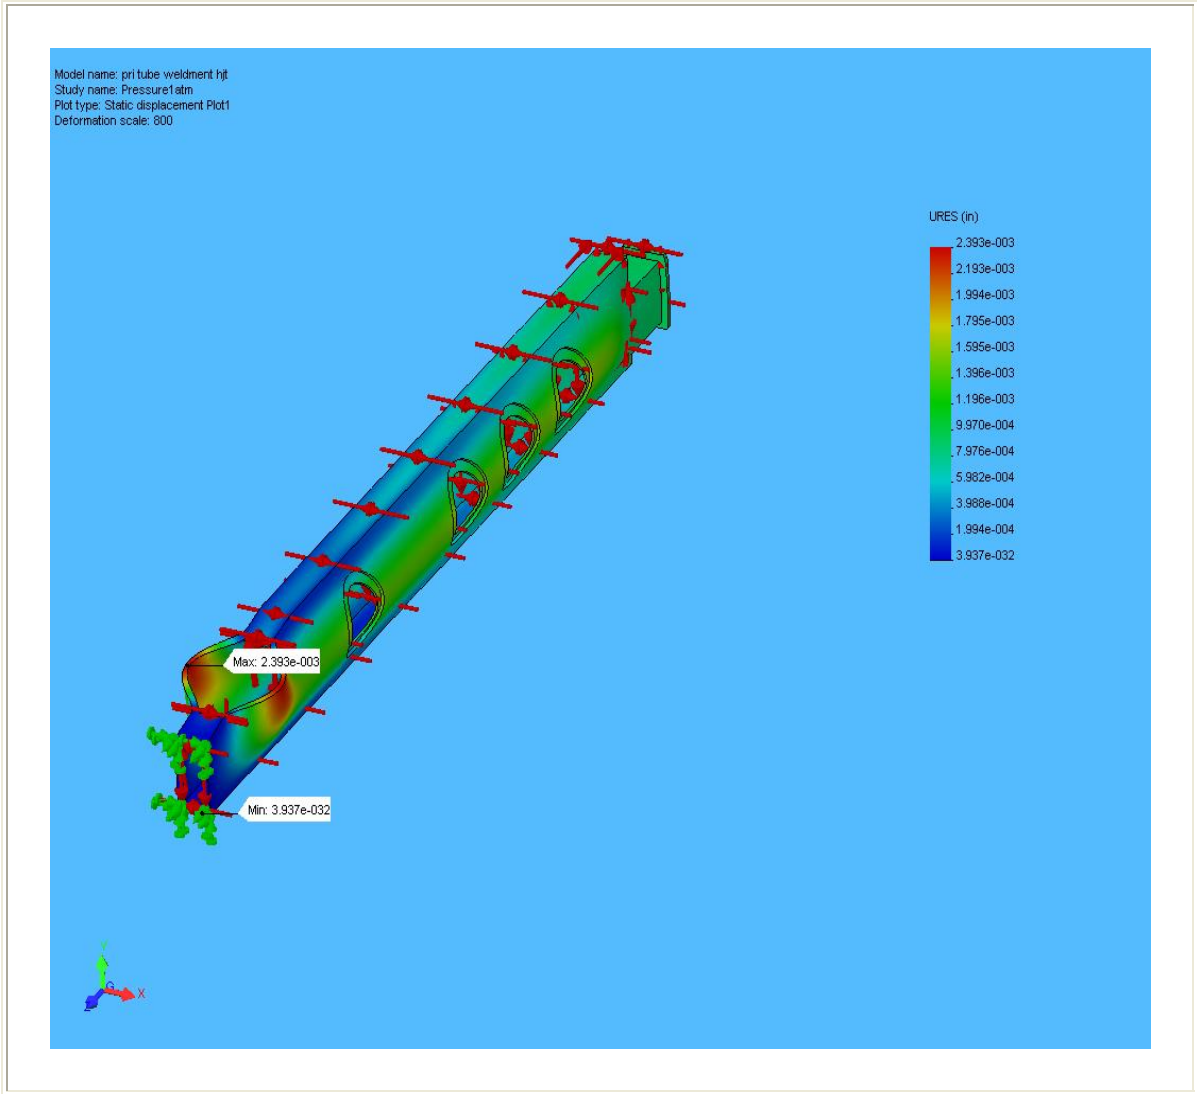 Model name: pri tube weldment hjt
Study name: Pressure1atm
Plot type: Static displacement Plot1
Deformation scale: 800
URES (in)
2.393e-003
2.193e-003
1.994e-003
1.795e-003
1.595e-003
1.396e-003
1.196e-003
9.970e-004
7.976e-004
5.982e-004
3.988e-004
1.994e-004
3.937e-032
Max: 2.393e-003
Min: 3.937e-032
Y
X
Z